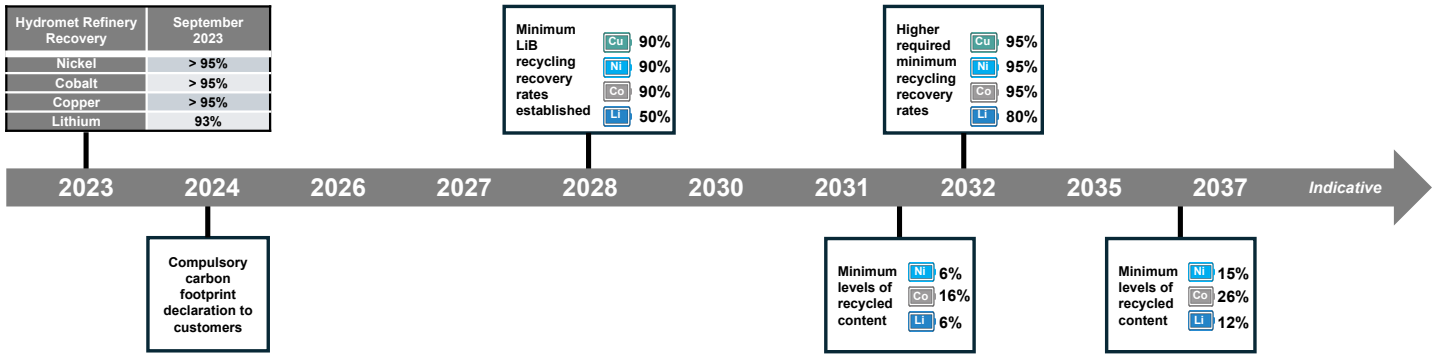 Hydromet Refinery Recovery September 2023
Nickel > 95%
Cobalt > 95%
Copper > 95%
Lithium 93%
Minimum
LiB
recycling
recovery
rates
established
Cu 90%
Ni 90%
Co 90%
Li 50%
Higher
required
minimum
recycling
recovery
rates
Cu 95%
Ni 95%
Co 95%
Li 80%
2023 2024 2026 2027 2028 2030 2031 2032 2035 2037 Indicative
Compulsory
carbon
footprint
declaration to
customers
Minimum
levels of
recycled
content
Ni 6%
Co 16%
Li 6%
Minimum
levels of
recycled
content
Ni 15%
Co 26%
Li 12%